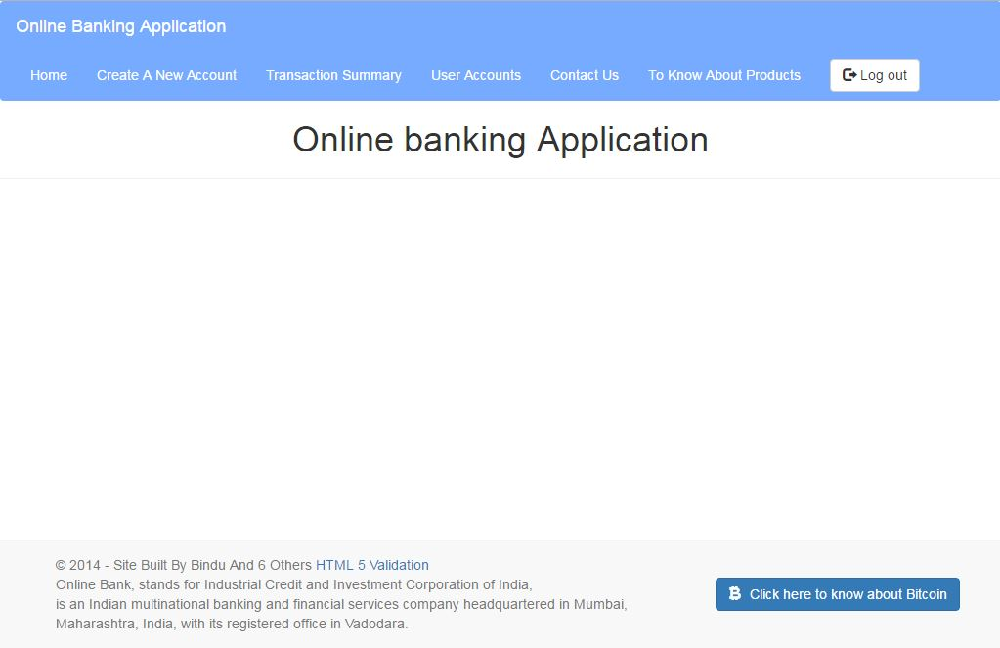 Online Banking Application
Home Create A New Account Transaction Summary User Accounts Contact Us To Know About Products Log out
Online banking Application
© 2014 - Site Built By Bindu And 6 Others HTML 5 Validation
Online Bank, stands for Industrial Credit and Investment Corporation of India,
is an Indian multinational banking and financial services company headquartered in Mumbai,
Maharashtra, India, with its registered office in Vadodara.
Click here to know about Bitcoin